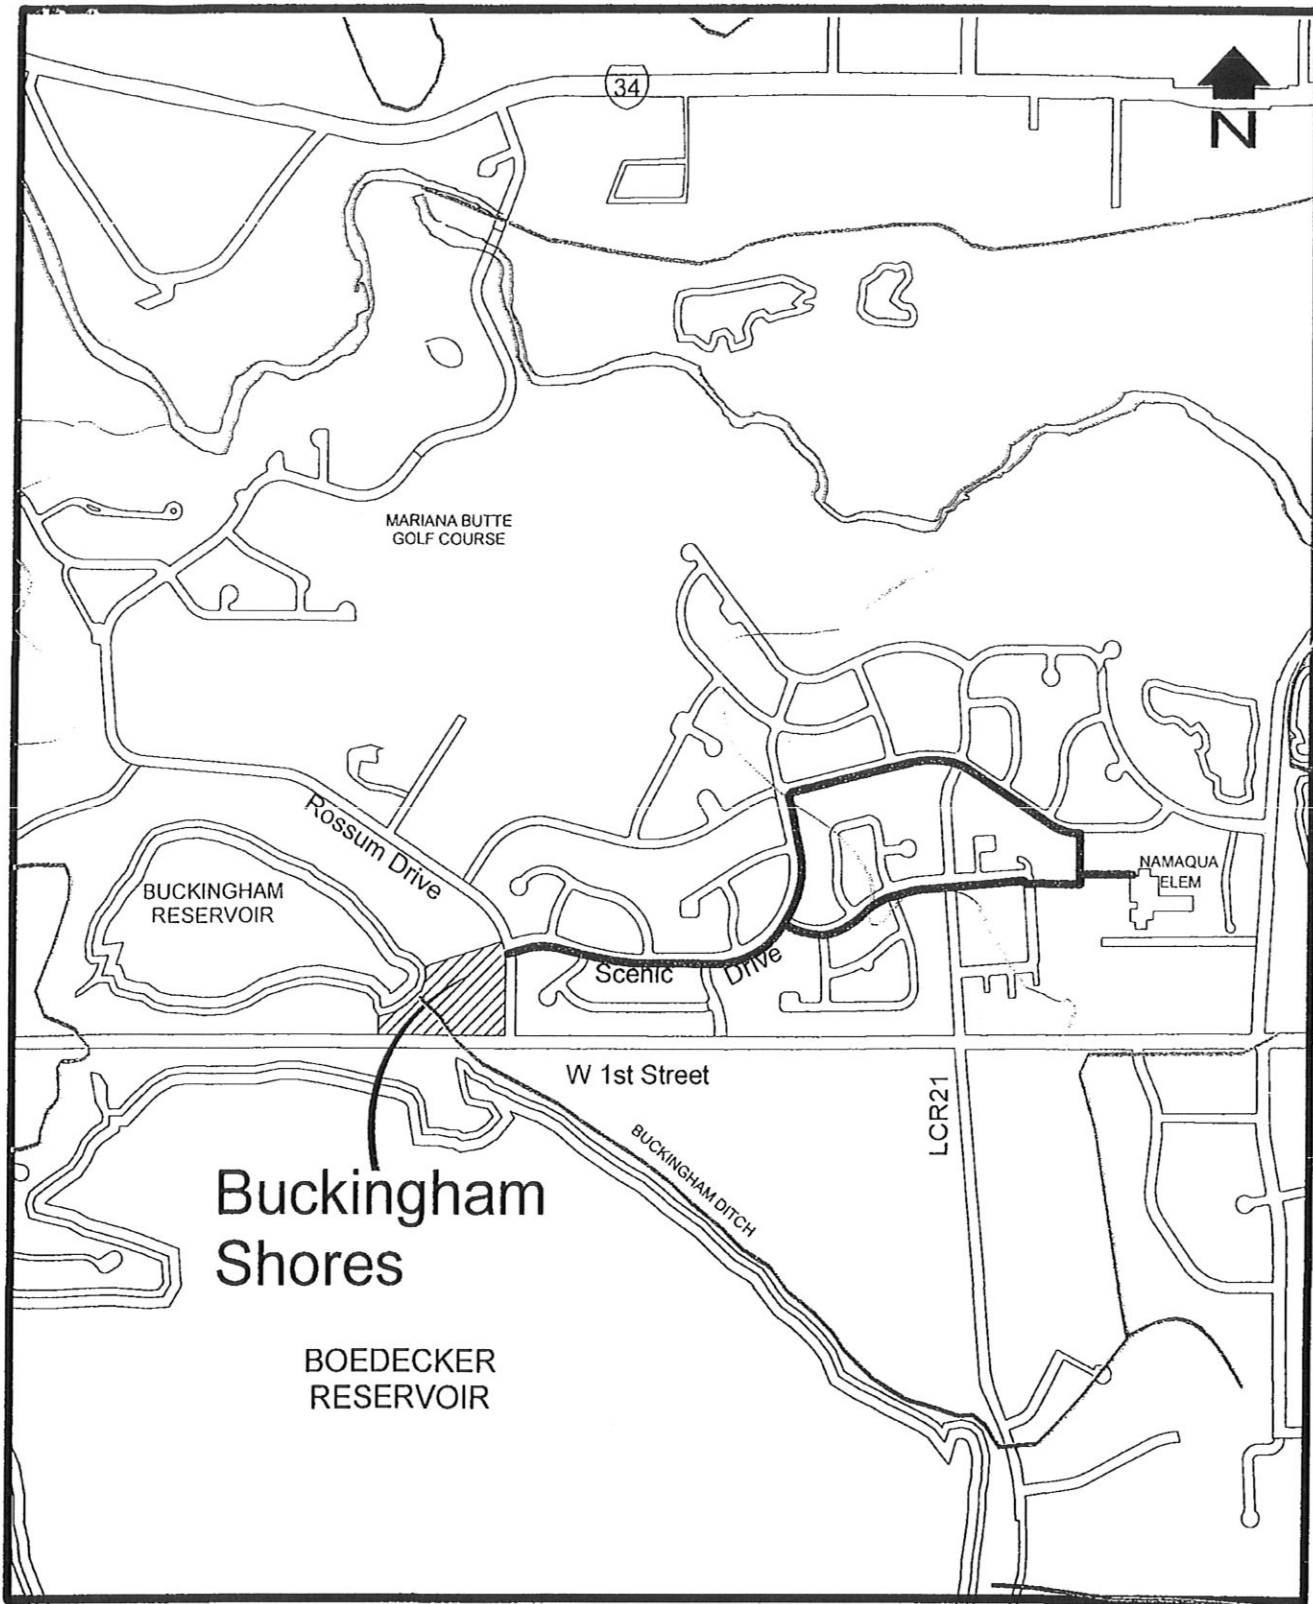 34
N
MARIANA BUTTE
GOLF COURSE
Rossum Drive
BUCKINGHAM
RESERVOIR
NAMAQUA
ELEM
Scenic Drive
W 1st Street
LCR21
BUCKINGHAM DITCH
Buckingham
Shores
BOEDECKER
RESERVOIR